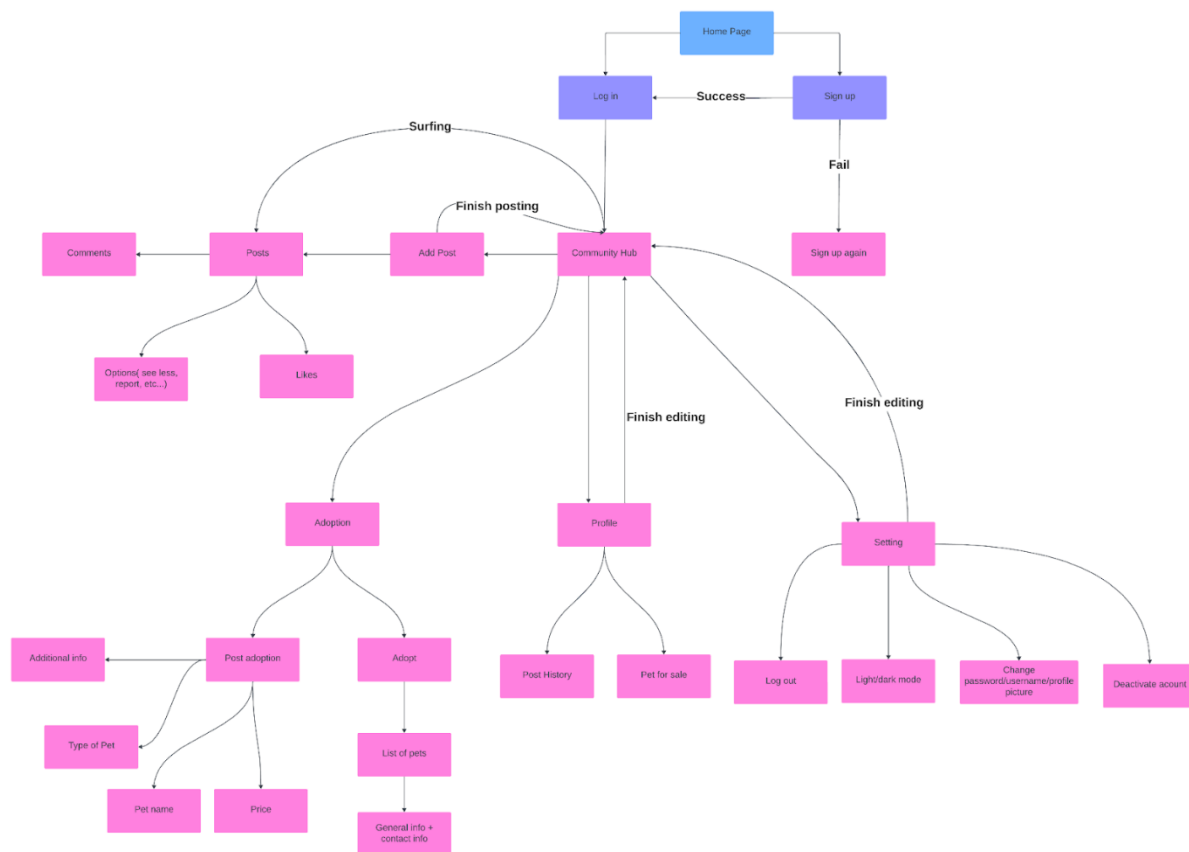 Home Page
Log in
Success
Sign up
Surfing
Fail
Finish posting
Comments
Posts
Add Post
Community Hub
Sign up again
Options( see less,
report, etc...)
Likes
Finish editing
Finish editing
Adoption
Profile
Setting
Additional info
Post adoption
Adopt
Post History
Pet for sale
Log out
Light/dark mode
Change
password/username/profile
picture
Deactivate acount
Type of Pet
List of pets
Pet name
Price
General info +
contact info